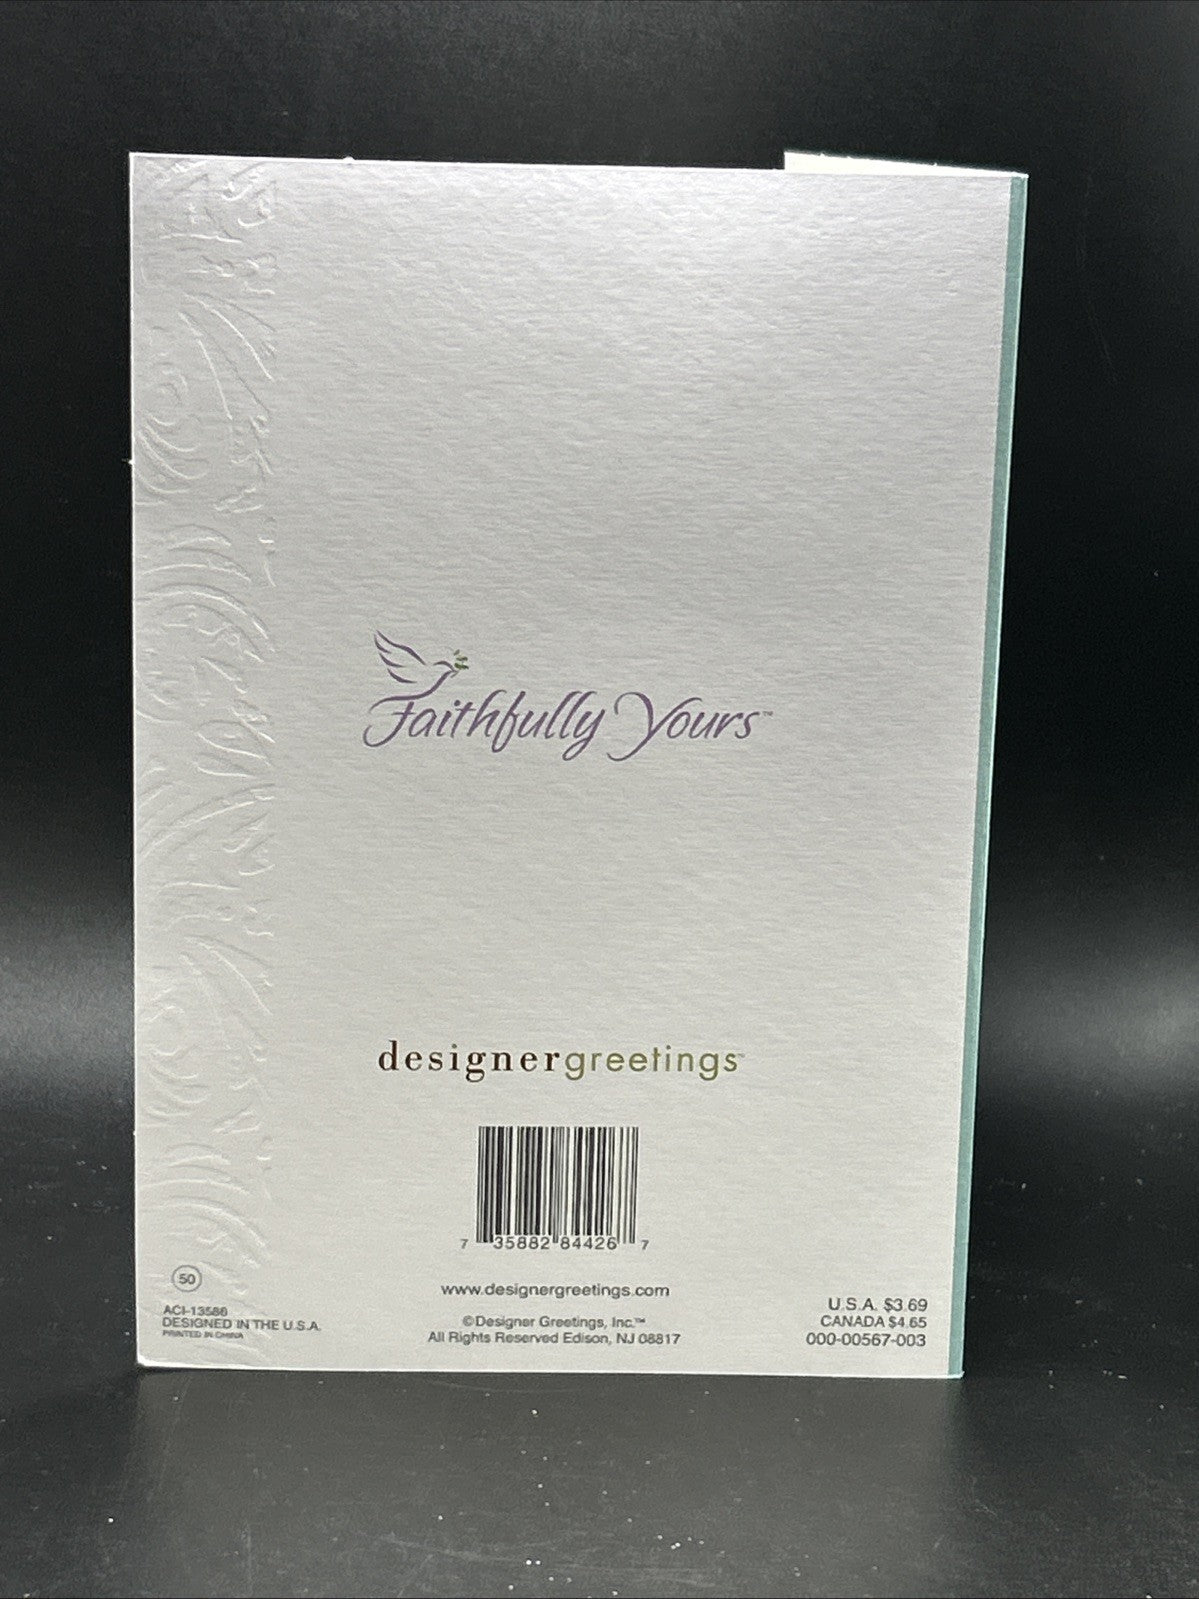 Faithfully Yours™
designergreetings™
7 35882 84426 7
www.designergreetings.com
©Designer Greetings, Inc.™
All Rights Reserved Edison, NJ 08817
50
ACI-13586
DESIGNED IN THE U.S.A.
PRINTED IN CHINA
U.S.A. $3.69
CANADA $4.65
000-00567-003